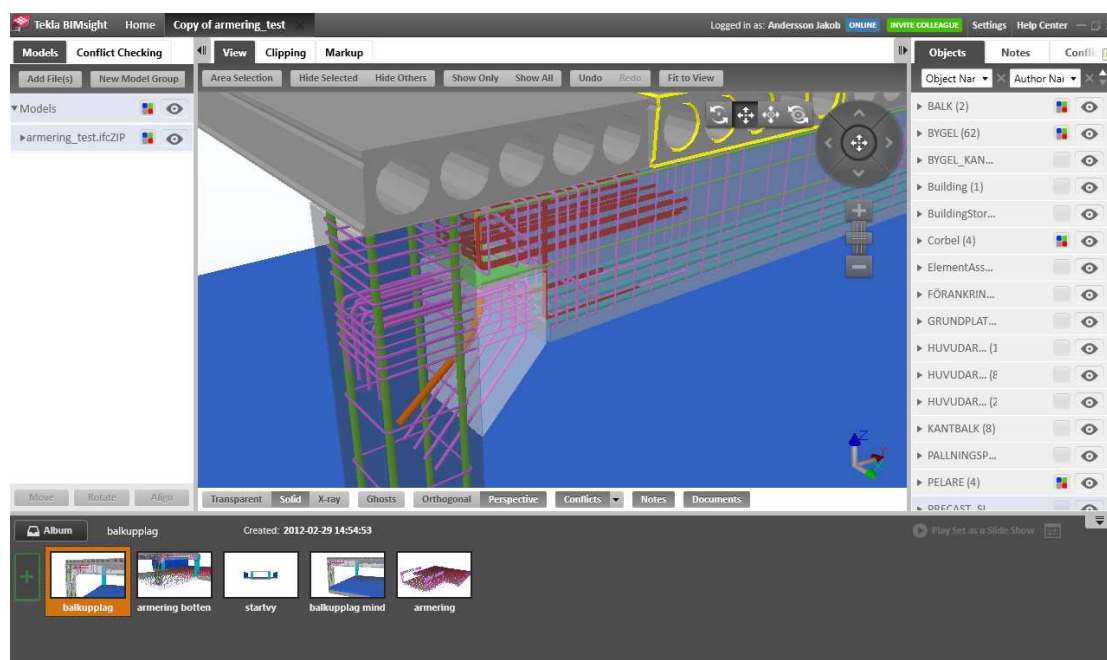 Tekla BIMsight Home Copy of armering_test Logged in as: Andersson Jakob ONLINE INVITE COLLEAGUE Settings Help Center
Models Conflict Checking View Clipping Markup Objects Notes
Add File(s) New Model Group Area Selection Hide Selected Hide Others Show Only Show All Undo Redo Fit to View Object Nar Author Nar
Models
armering_test.ifcZIP
BALK (2)
BYGEL (62)
BYGEL_KAN...
Building (1)
BuildingStor...
Corbel (4)
ElementAss...
FÖRANKRIN...
GRUNDPLAT...
HUVUDAR... (1
HUVUDAR... (8
HUVUDAR... (2
KANTBALK (8)
PALLNINGSP...
PELARE (4)
Z
Move Rotate Align Transparent Solid X-ray Ghosts Orthogonal Perspective Conflicts Notes Documents
Album balkupplag Created: 2012-02-29 14:54:53 Play Set as a Slide Show
balkupplag armering botten startvy balkupplag mind armering